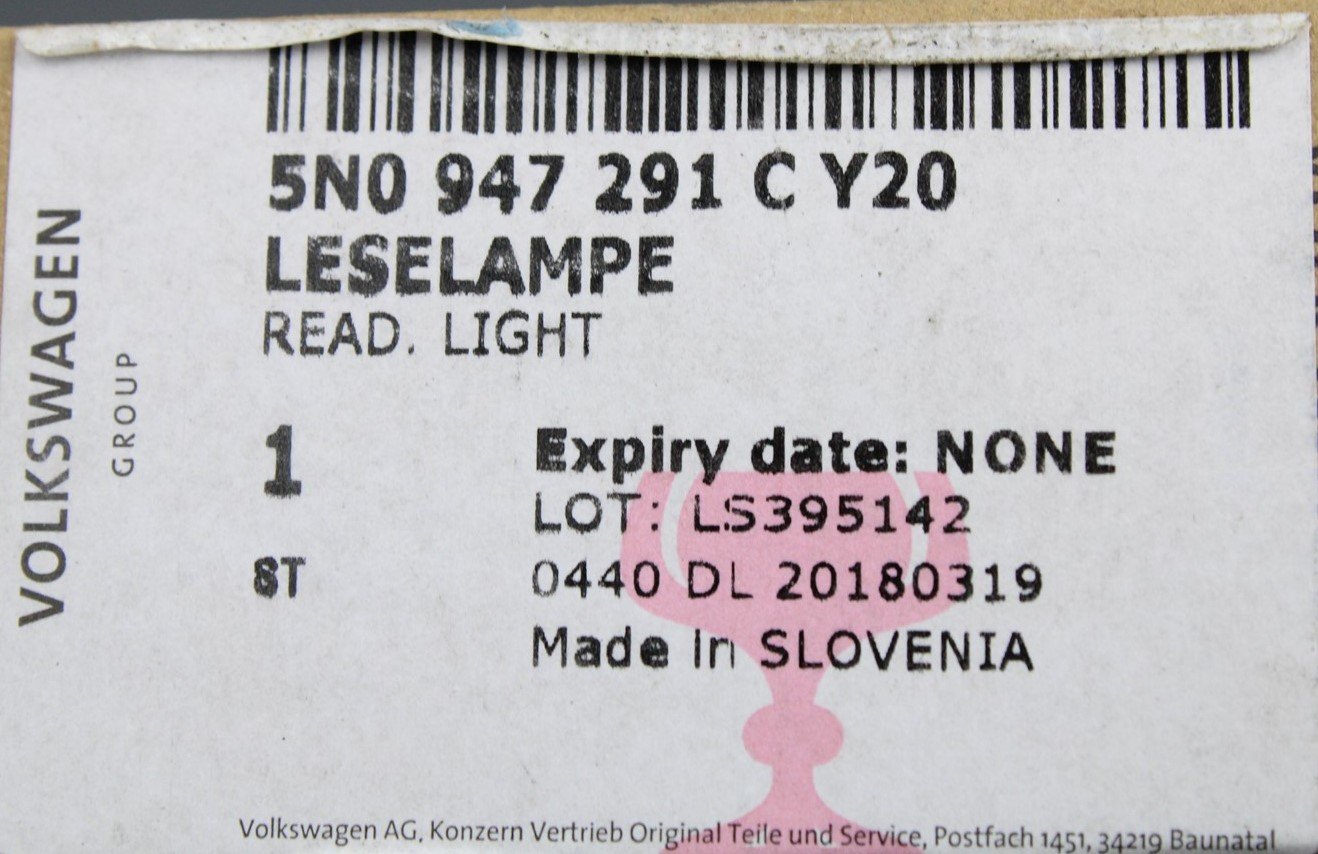 5N0 947 291 C Y20
LESELAMPE
READ. LIGHT
VOLKSWAGEN
GROUP
1
ST
Expiry date: NONE
LOT: LS395142
0440 DL 20180319
Made in SLOVENIA
Volkswagen AG, Konzern Vertrieb Original Teile und Service, Postfach 1451, 34219 Baunatal